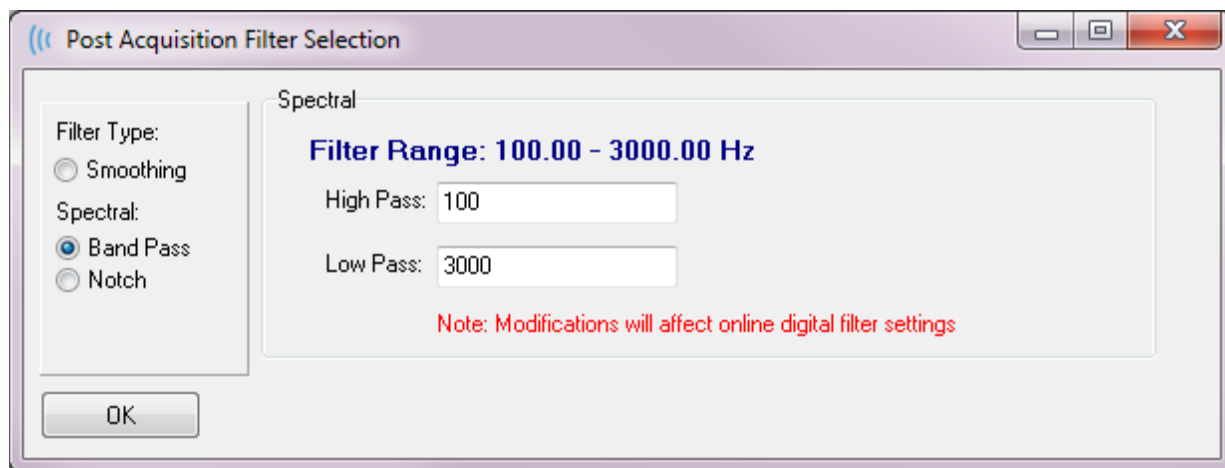 Post Acquisition Filter Selection
Filter Type:
Smoothing
Spectral:
Band Pass
Notch
OK
Spectral
Filter Range: 100.00 - 3000.00 Hz
High Pass: 100
Low Pass: 3000
Note: Modifications will affect online digital filter settings